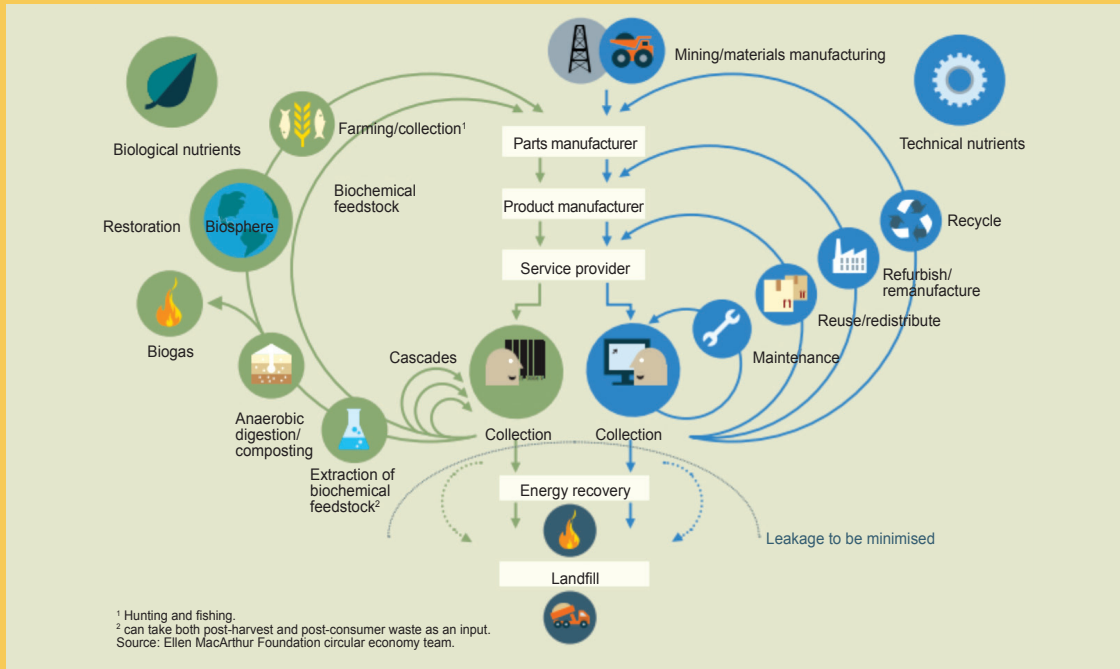 Mining/materials manufacturing
Biological nutrients
Technical nutrients
Farming/collection¹
Parts manufacturer
Biochemical
feedstock
Product manufacturer
Restoration
Biosphere
Recycle
Service provider
Refurbish/
remanufacture
Reuse/redistribute
Biogas
Cascades
Maintenance
Anaerobic
digestion/
composting
Collection
Collection
Extraction of
biochemical
feedstock²
Energy recovery
Leakage to be minimised
Landfill
¹ Hunting and fishing.
² can take both post-harvest and post-consumer waste as an input.
Source: Ellen MacArthur Foundation circular economy team.